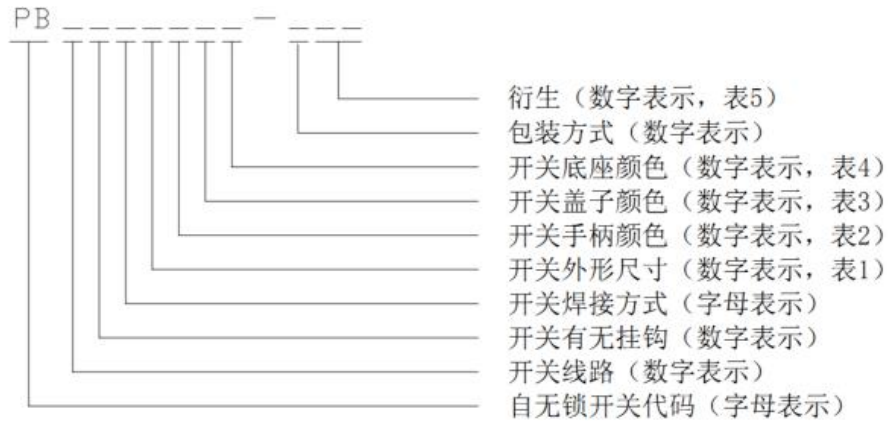 PB _ _ _ _ _ _ _ - _ _ _
衍生（数字表示，表5）
包装方式（数字表示）
开关底座颜色（数字表示，表4）
开关盖子颜色（数字表示，表3）
开关手柄颜色（数字表示，表2）
开关外形尺寸（数字表示，表1）
开关焊接方式（字母表示）
开关有无挂钩（数字表示）
开关线路（数字表示）
自无锁开关代码（字母表示）